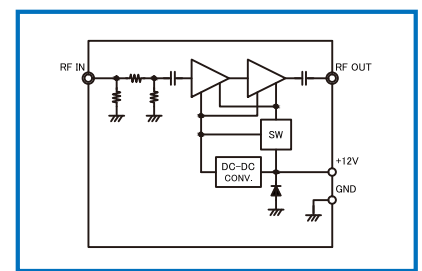 RF IN
RF OUT
SW
+12V
DC-DC
CONV.
GND